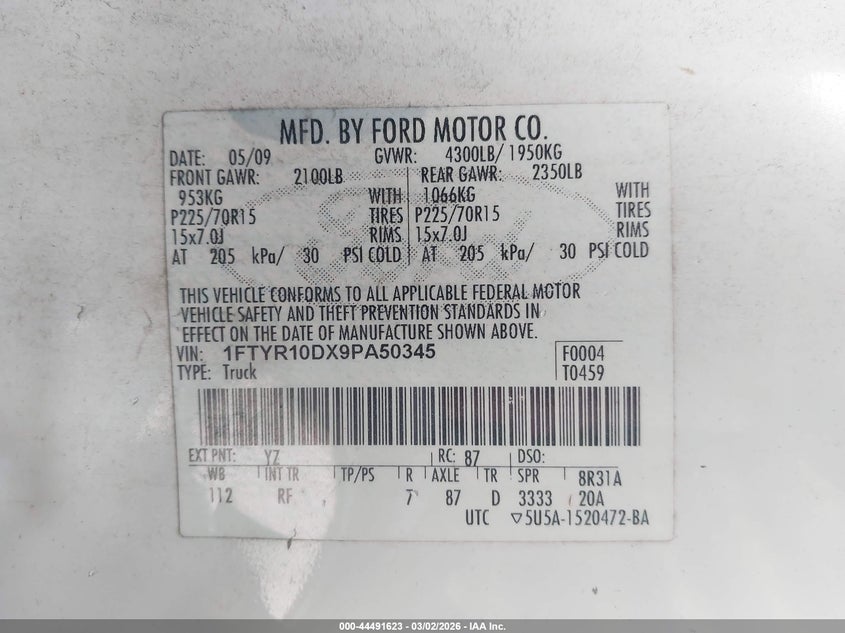 MFD. BY FORD MOTOR CO.
DATE: 05/09 GVWR: 4300LB/ 1950KG
FRONT GAWR: 2100LB REAR GAWR: 2350LB
953KG WITH 1066KG WITH
P225/70R15 TIRES P225/70R15 TIRES
15x7.0J RIMS 15x7.0J RIMS
AT 205 kPa/ 30 PSI COLD AT 205 kPa/ 30 PSI COLD
THIS VEHICLE CONFORMS TO ALL APPLICABLE FEDERAL MOTOR
VEHICLE SAFETY AND THEFT PREVENTION STANDARDS IN
EFFECT ON THE DATE OF MANUFACTURE SHOWN ABOVE.
VIN: 1FTYR10DX9PA50345 F0004
TYPE: Truck T0459
EXT PNT: YZ RC: 87 DSO:
WB INT TR TP/PS R AXLE TR SPR 8R31A
112 RF 7 87 D 3333 20A
UTC ▽5U5A-1520472-BA
000-44491623 - 03/02/2026 - IAA Inc.